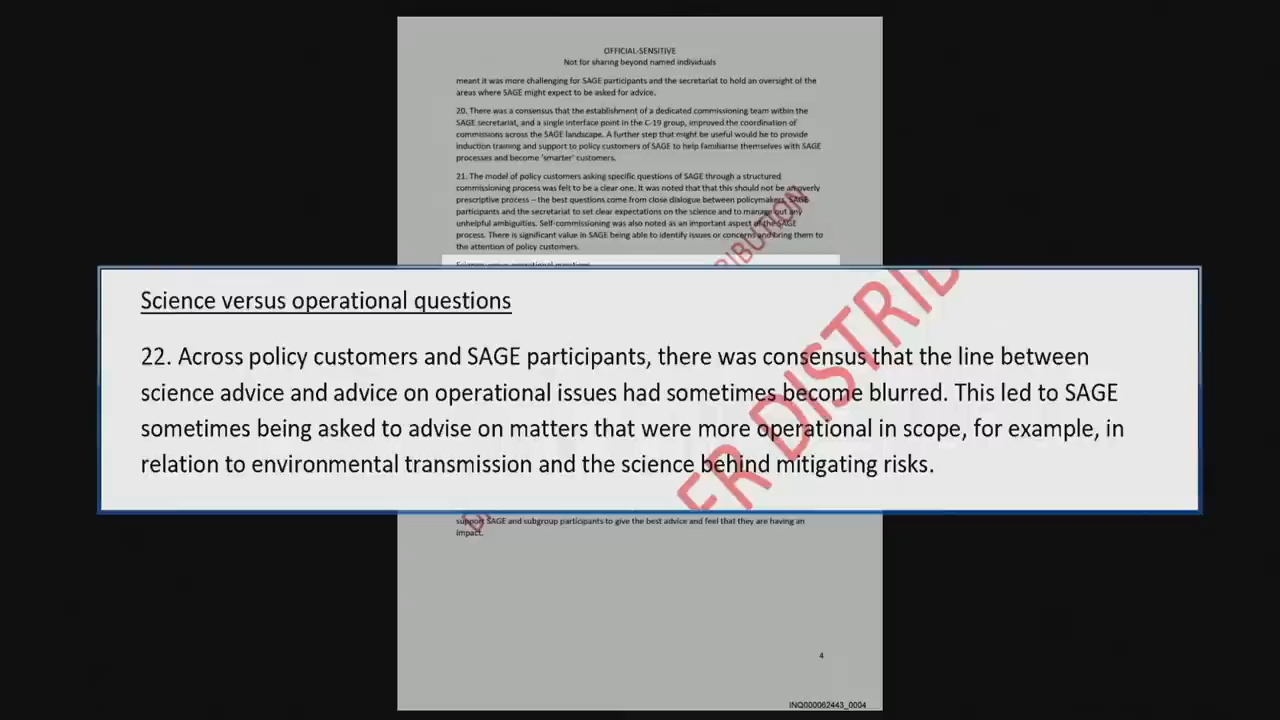 OFFICIAL-SENSITIVE
Not for sharing beyond named individuals
meant it was more challenging for SAGE participants and the secretariat to hold an oversight of the
areas where SAGE might expect to be asked for advice.
20. There was a consensus that the establishment of a dedicated commissioning team within the
SAGE secretariat, and a single interface point in the C-19 group, improved the coordination of
commissions across the SAGE landscape. A further step that might be useful would be to provide
induction training and support to policy customers of SAGE to help familiarise themselves with SAGE
processes and become 'smarter' customers.
21. The model of policy customers asking specific questions of SAGE through a structured
commissioning process was felt to be a clear one. It was noted that that this should not be an overly
prescriptive process – the best questions come from close dialogue between policymakers, SAGE
participants and the secretariat to set clear expectations on the science and to manage out any
unhelpful ambiguities. Self-commissioning was also noted as an important aspect of the SAGE
process. There is significant value in SAGE being able to identify issues or concerns and bring them to
the attention of policy customers.
RIBUTION
Science versus operational questions
22. Across policy customers and SAGE participants, there was consensus that the line between
science advice and advice on operational issues had sometimes become blurred. This led to SAGE
sometimes being asked to advise on matters that were more operational in scope, for example, in
relation to environmental transmission and the science behind mitigating risks.
ER DISTRIB
support SAGE and subgroup participants to give the best advice and feel that they are having an
impact.
4
INQ000062443_0004